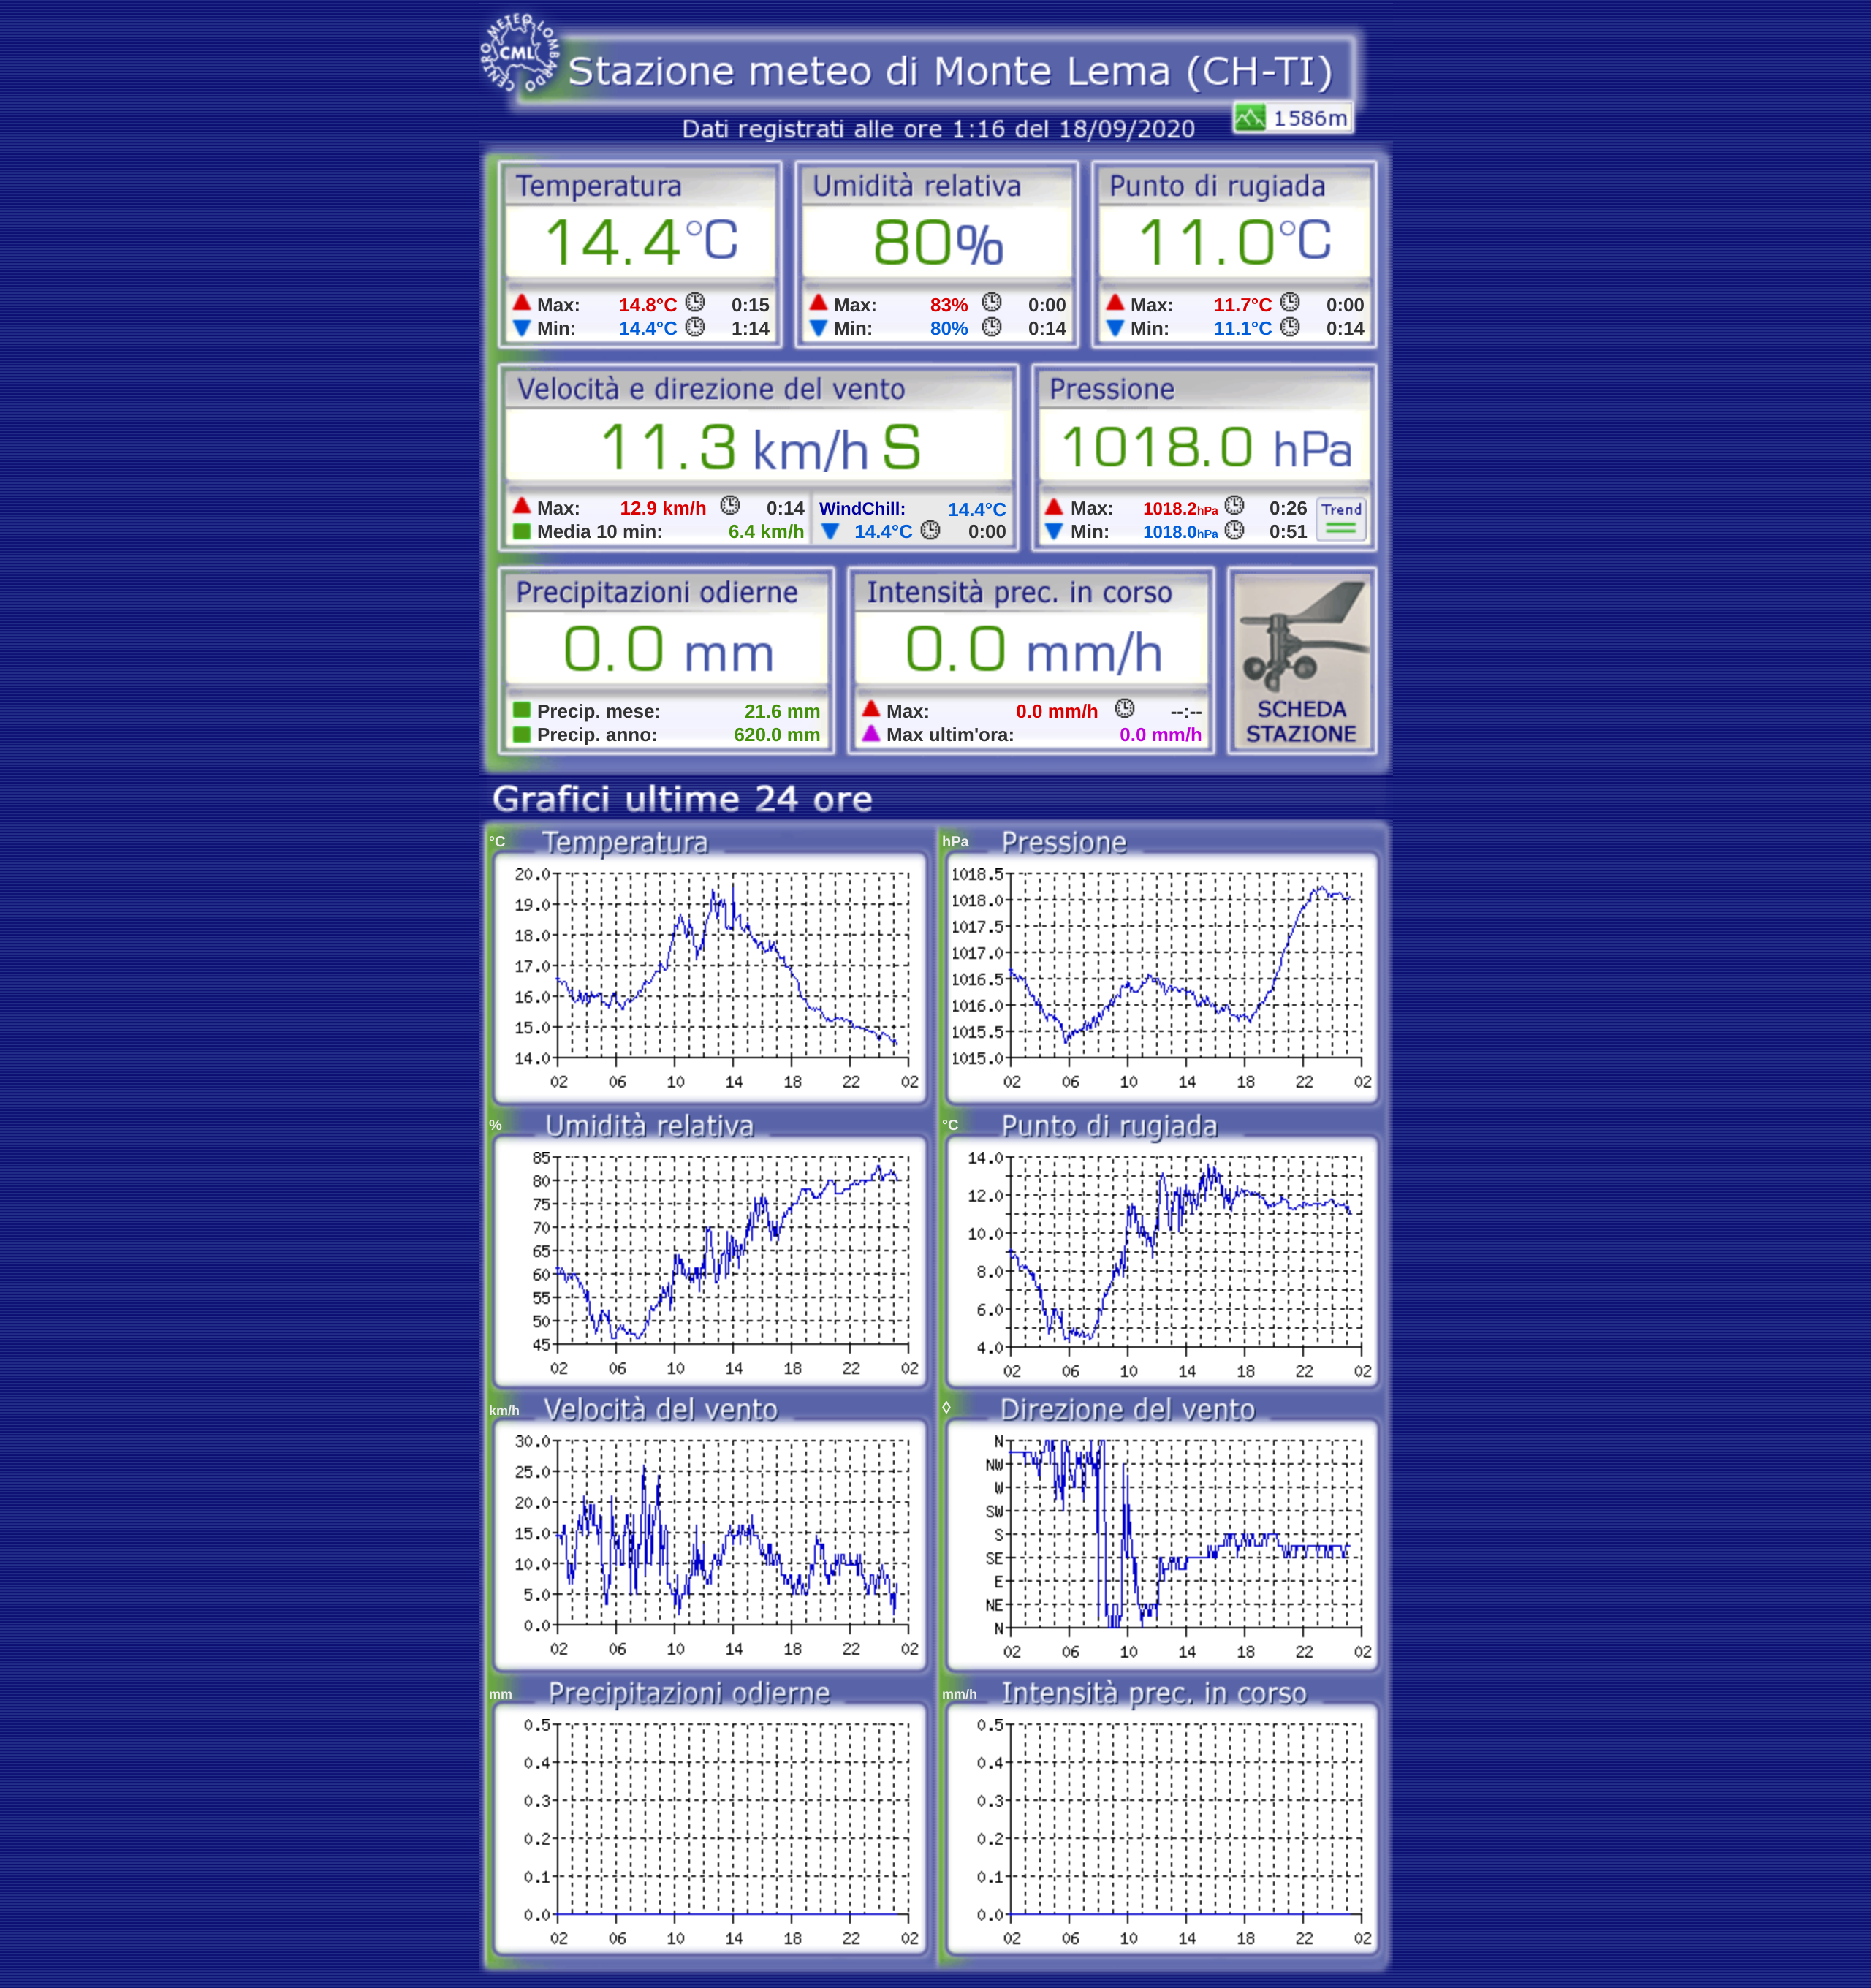 CENTRO METEO LOMBARDO
CML
Stazione meteo di Monte Lema (CH-TI)
1586m
Dati registrati alle ore 1:16 del 18/09/2020
Temperatura
14.4°C
Max: 14.8°C 0:15
Min: 14.4°C 1:14
Umidità relativa
80%
Max: 83% 0:00
Min: 80% 0:14
Punto di rugiada
11.0°C
Max: 11.7°C 0:00
Min: 11.1°C 0:14
Velocità e direzione del vento
11.3 km/h S
Max: 12.9 km/h 0:14
Media 10 min: 6.4 km/h
WindChill: 14.4°C
14.4°C 0:00
Pressione
1018.0 hPa
Max: 1018.2hPa 0:26
Min: 1018.0hPa 0:51
Trend
Precipitazioni odierne
0.0 mm
Precip. mese: 21.6 mm
Precip. anno: 620.0 mm
Intensità prec. in corso
0.0 mm/h
Max: 0.0 mm/h --:--
Max ultim'ora: 0.0 mm/h
SCHEDA
STAZIONE
Grafici ultime 24 ore
°C Temperatura
20.0
19.0
18.0
17.0
16.0
15.0
14.0
02 06 10 14 18 22 02
hPa Pressione
1018.5
1018.0
1017.5
1017.0
1016.5
1016.0
1015.5
1015.0
02 06 10 14 18 22 02
% Umidità relativa
85
80
75
70
65
60
55
50
45
02 06 10 14 18 22 02
°C Punto di rugiada
14.0
12.0
10.0
8.0
6.0
4.0
02 06 10 14 18 22 02
km/h Velocità del vento
30.0
25.0
20.0
15.0
10.0
5.0
0.0
02 06 10 14 18 22 02
◊ Direzione del vento
N
NW
W
SW
S
SE
E
NE
N
02 06 10 14 18 22 02
mm Precipitazioni odierne
0.5
0.4
0.3
0.2
0.1
0.0
02 06 10 14 18 22 02
mm/h Intensità prec. in corso
0.5
0.4
0.3
0.2
0.1
0.0
02 06 10 14 18 22 02